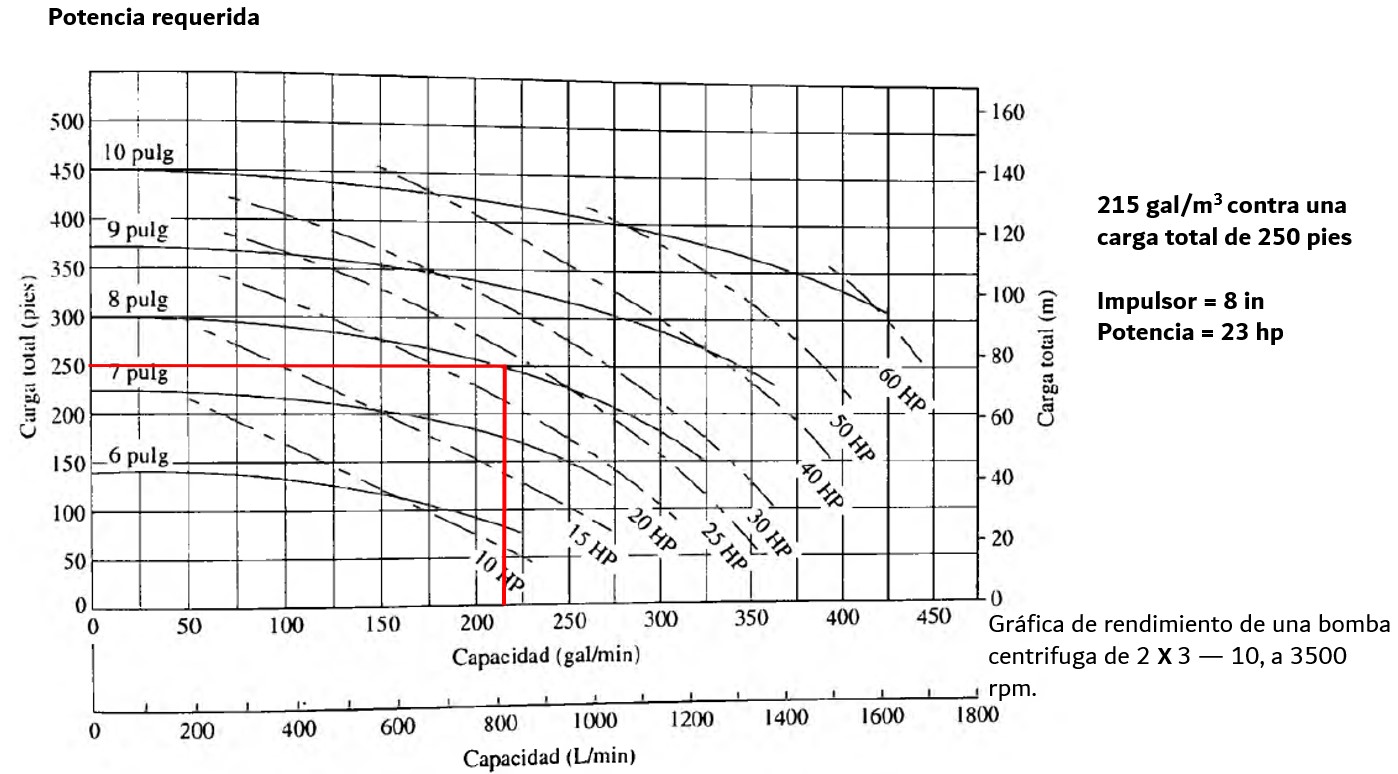 Potencia requerida
500
450
400
350
300
250
200
150
100
50
0
Carga total (pies)
10 pulg
9 pulg
8 pulg
7 pulg
6 pulg
10 HP
15 HP
20 HP
25 HP
30 HP
40 HP
50 HP
60 HP
160
140
120
100
80
60
40
20
0
Carga total (m)
0 50 100 150 200 250 300 350 400 450
Capacidad (gal/min)
0 200 400 600 800 1000 1200 1400 1600 1800
Capacidad (L/min)
215 gal/m³ contra una
carga total de 250 pies
Impulsor = 8 in
Potencia = 23 hp
Gráfica de rendimiento de una bomba
centrifuga de 2 X 3 — 10, a 3500
rpm.